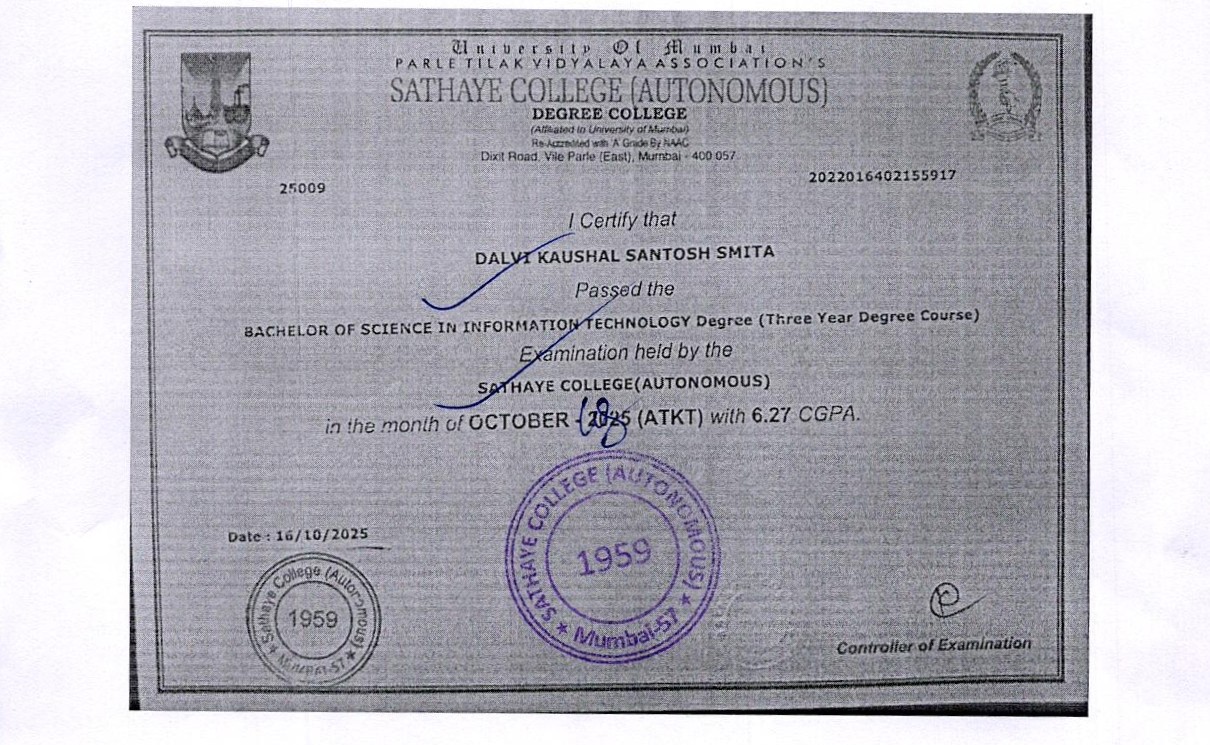 University Of Mumbai
PARLE TILAK VIDYALAYA ASSOCIATION'S
SATHAYE COLLEGE (AUTONOMOUS)
DEGREE COLLEGE
(Affiliated to University of Mumbai)
Re-Accredited with 'A' Grade By NAAC
Dixit Road, Vile Parle (East), Mumbai - 400 057.
25009
2022016402155917
I Certify that
DALVI KAUSHAL SANTOSH SMITA
Passed the
BACHELOR OF SCIENCE IN INFORMATION TECHNOLOGY Degree (Three Year Degree Course)
Examination held by the
SATHAYE COLLEGE(AUTONOMOUS)
in the month of OCTOBER - 2025 (ATKT) with 6.27 CGPA.
SATHAYE COLLEGE (AUTONOMOUS)
1959
★ Mumbai-57 ★
Date : 16/10/2025
Sathaye College (Autonomous)
1959
★ MUMBAI-57 ★
Controller of Examination